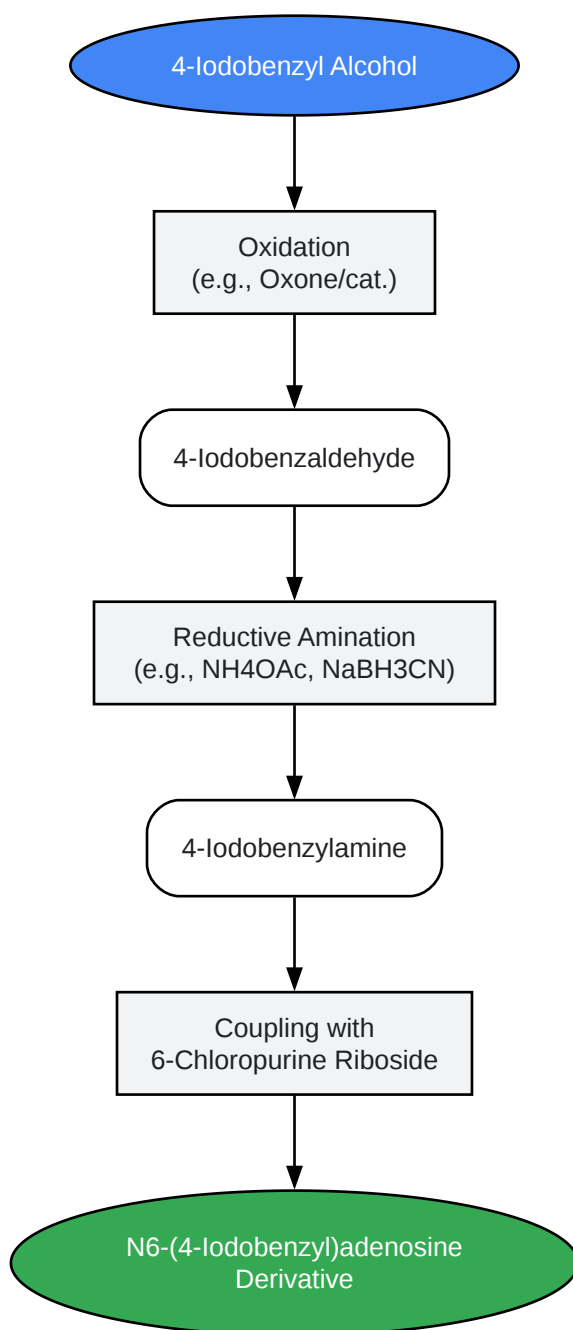 4-Iodobenzyl Alcohol
Oxidation
(e.g., Oxone/cat.)
4-Iodobenzaldehyde
Reductive Amination
(e.g., NH4OAc, NaBH3CN)
4-Iodobenzylamine
Coupling with
6-Chloropurine Riboside
N6-(4-Iodobenzyl)adenosine
Derivative